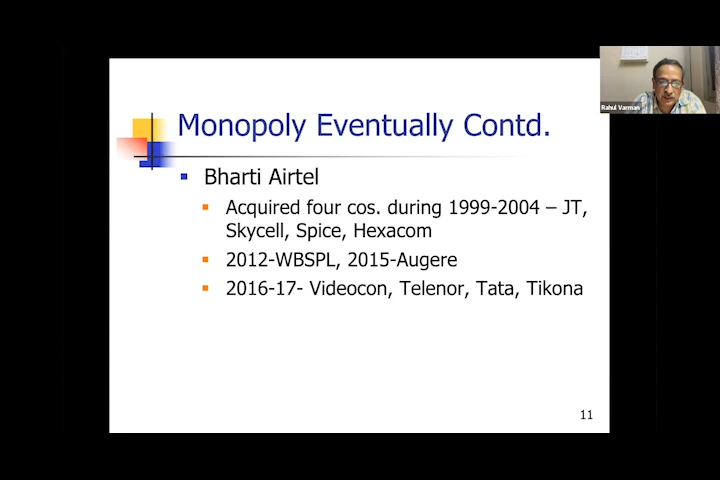 Monopoly Eventually Contd.
Bharti Airtel
Acquired four cos. during 1999-2004 – JT,
Skycell, Spice, Hexacom
2012-WBSPL, 2015-Augere
2016-17- Videocon, Telenor, Tata, Tikona
11
Rahul Varman